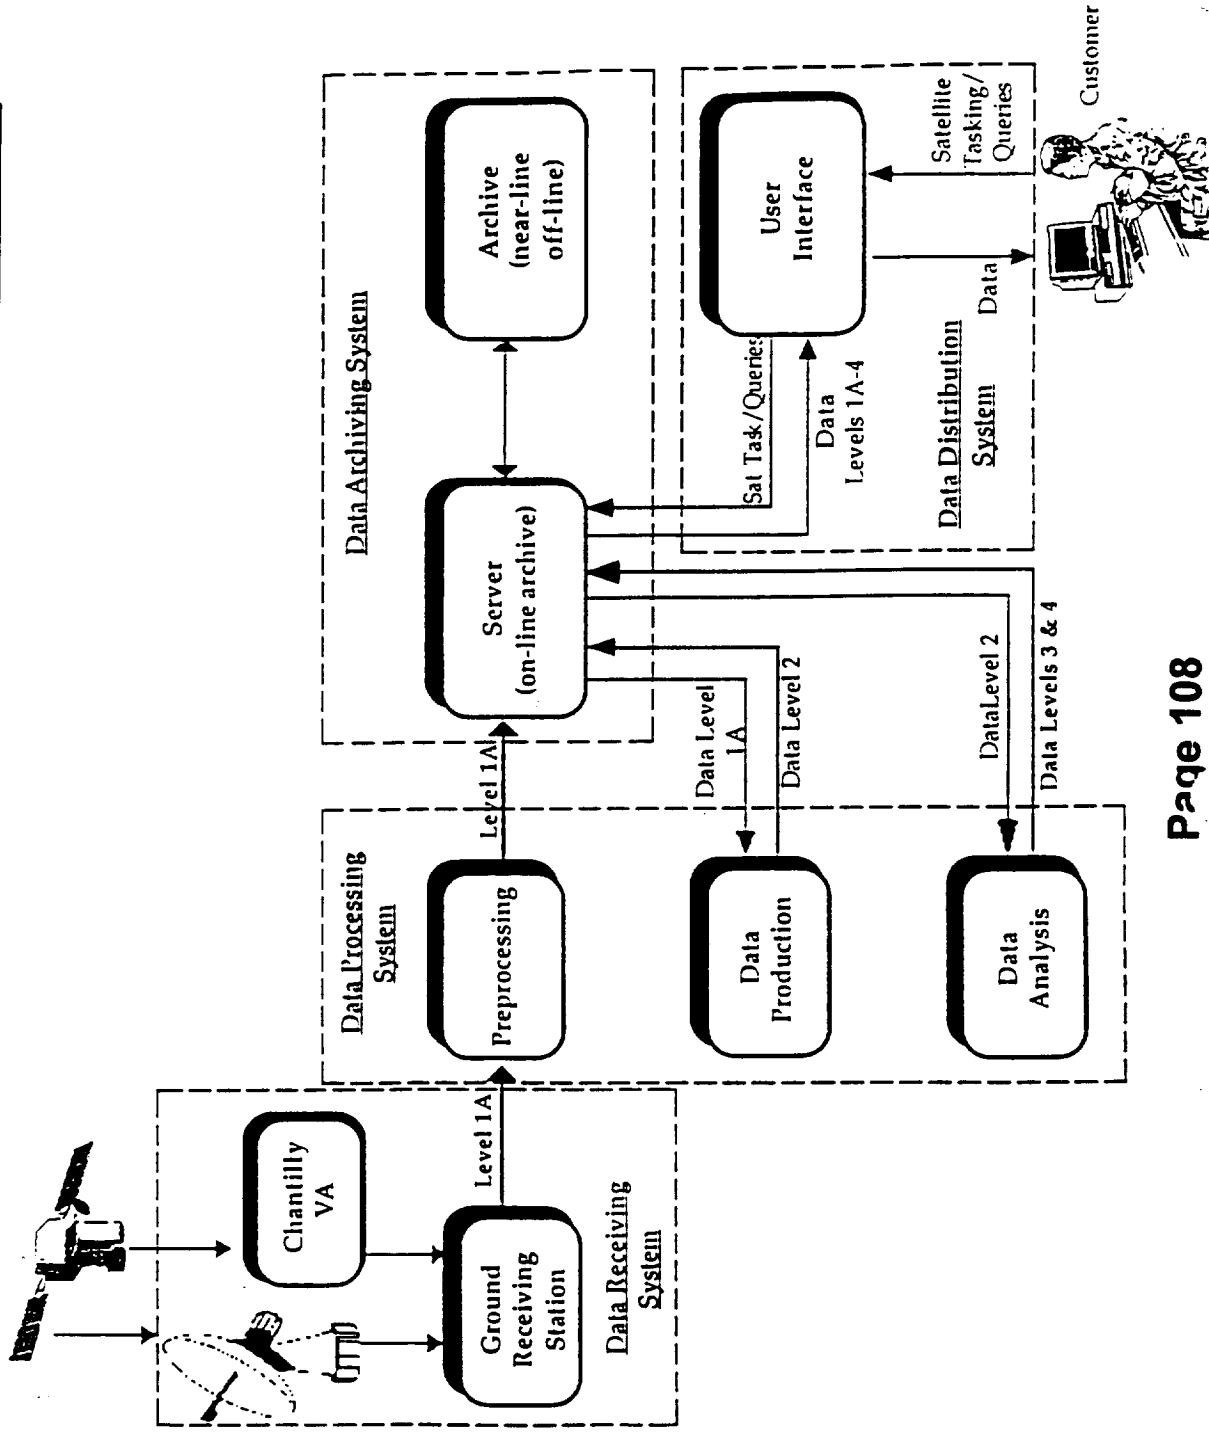 Chantilly
VA
Ground
Receiving
Station
Data Receiving
System
Level 1A
Data Processing
System
Preprocessing
Data
Production
Data
Analysis
Level 1A
Data Level
1A
Data Level 2
DataLevel 2
Data Levels 3 & 4
Data Archiving System
Server
(on-line archive)
Archive
(near-line
off-line)
Sat Task/Queries
Data
Levels 1A-4
User
Interface
Data Distribution
System
Data
Satellite
Tasking/
Queries
Customer
Page 108